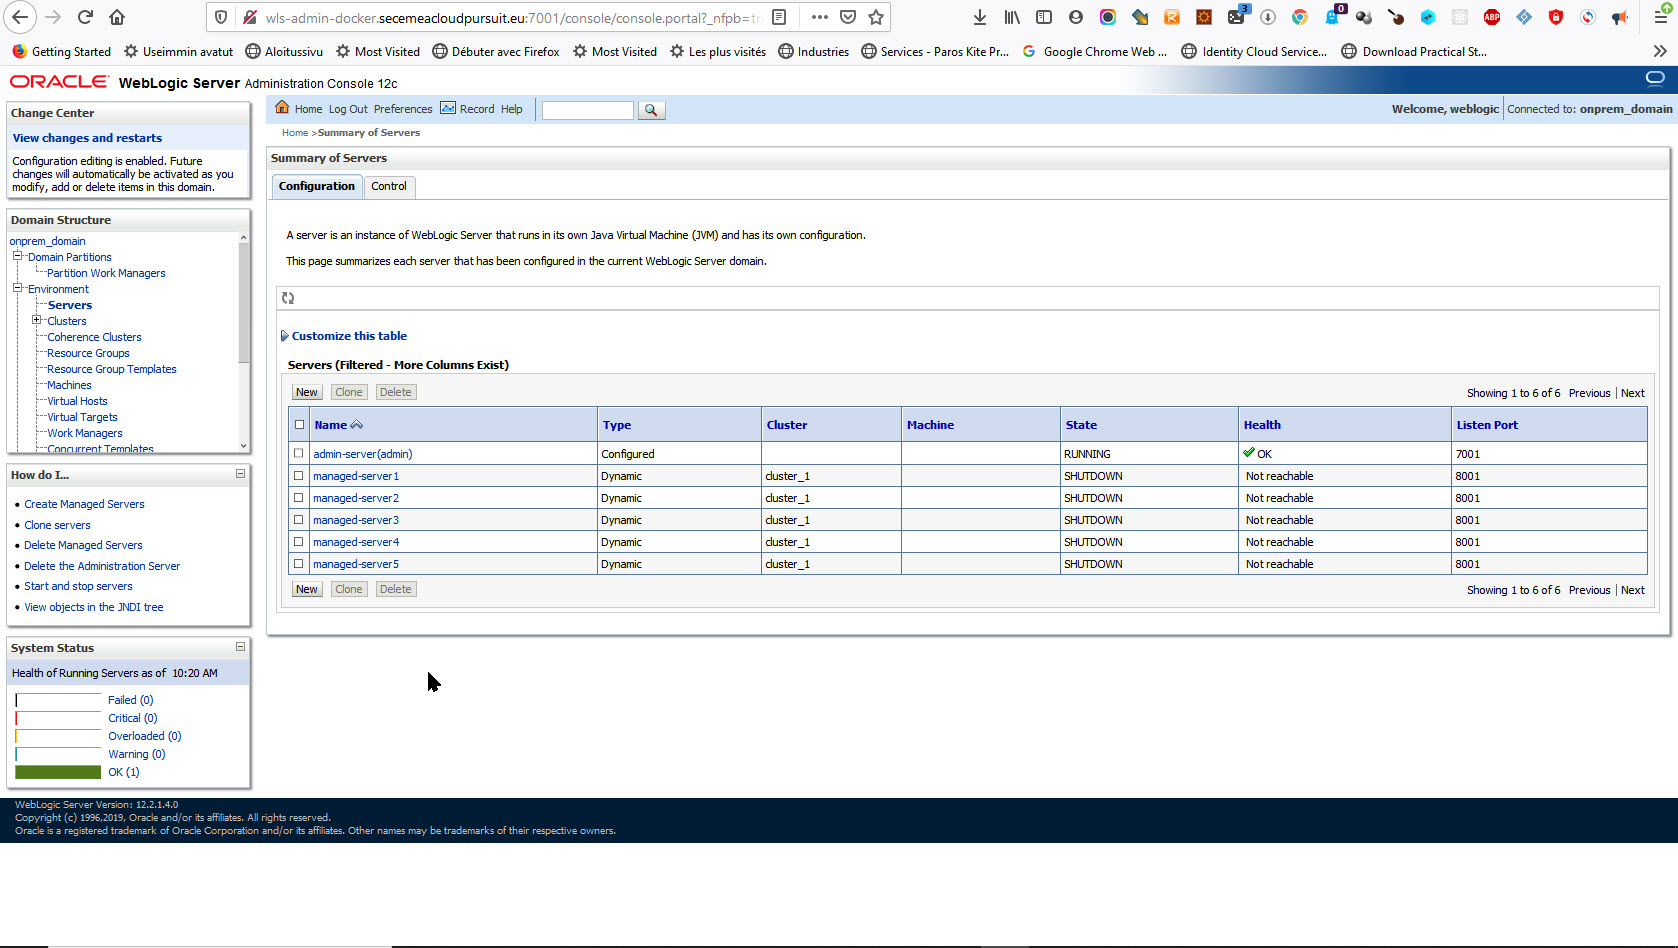 wls-admin-docker.secemeacloudpursuit.eu:7001/console/console.portal?_nfpb=tr
3
0
ABP
Getting Started Useimmin avatut Aloitussivu Most Visited Débuter avec Firefox Most Visited Les plus visités Industries Services - Paros Kite Pr... Google Chrome Web ... Identity Cloud Service... Download Practical St...
ORACLE WebLogic Server Administration Console 12c
Change Center
View changes and restarts
Configuration editing is enabled. Future
changes will automatically be activated as you
modify, add or delete items in this domain.
Domain Structure
onprem_domain
Domain Partitions
Partition Work Managers
Environment
Servers
Clusters
Coherence Clusters
Resource Groups
Resource Group Templates
Machines
Virtual Hosts
Virtual Targets
Work Managers
Concurrent Templates
How do I...
Create Managed Servers
Clone servers
Delete Managed Servers
Delete the Administration Server
Start and stop servers
View objects in the JNDI tree
System Status
Health of Running Servers as of 10:20 AM
Failed (0)
Critical (0)
Overloaded (0)
Warning (0)
OK (1)
Home Log Out Preferences Record Help
Welcome, weblogic Connected to: onprem_domain
Home >Summary of Servers
Summary of Servers
Configuration Control
A server is an instance of WebLogic Server that runs in its own Java Virtual Machine (JVM) and has its own configuration.
This page summarizes each server that has been configured in the current WebLogic Server domain.
Customize this table
Servers (Filtered - More Columns Exist)
New Clone Delete Showing 1 to 6 of 6 Previous | Next
Name Type Cluster Machine State Health Listen Port
admin-server(admin) Configured RUNNING OK 7001
managed-server1 Dynamic cluster_1 SHUTDOWN Not reachable 8001
managed-server2 Dynamic cluster_1 SHUTDOWN Not reachable 8001
managed-server3 Dynamic cluster_1 SHUTDOWN Not reachable 8001
managed-server4 Dynamic cluster_1 SHUTDOWN Not reachable 8001
managed-server5 Dynamic cluster_1 SHUTDOWN Not reachable 8001
New Clone Delete Showing 1 to 6 of 6 Previous | Next
WebLogic Server Version: 12.2.1.4.0
Copyright (c) 1996,2019, Oracle and/or its affiliates. All rights reserved.
Oracle is a registered trademark of Oracle Corporation and/or its affiliates. Other names may be trademarks of their respective owners.